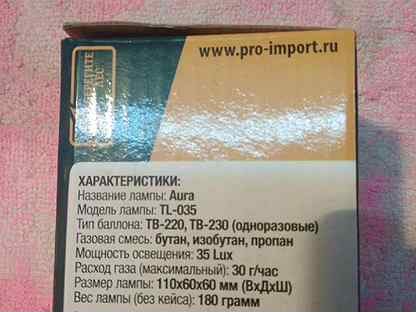 www.pro-import.ru
ХАРАКТЕРИСТИКИ:
Название лампы: Aura
Модель лампы: TL-035
Тип баллона: ТВ-220, ТВ-230 (одноразовые)
Газовая смесь: бутан, изобутан, пропан
Мощность освещения: 35 Lux
Расход газа (максимальный): 30 г/час
Размер лампы: 110х60х60 мм (ВхДхШ)
Вес лампы (без кейса): 180 грамм